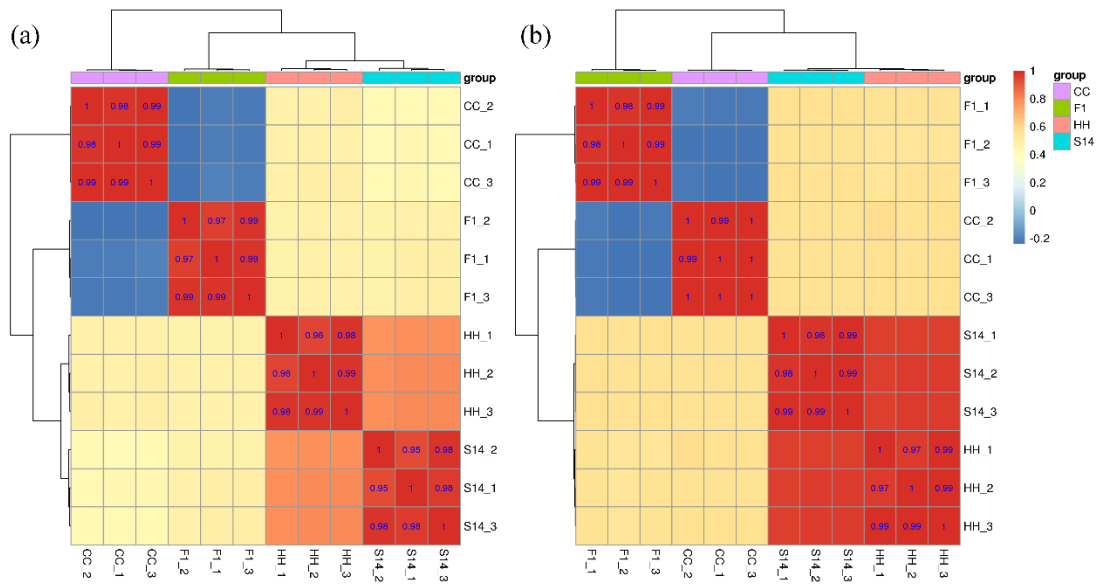 (a)
group
CC_2
CC_1
CC_3
F1_2
F1_1
F1_3
HH_1
HH_2
HH_3
S14_2
S14_1
S14_3
1 0.98 0.99
0.98 1 0.99
0.99 0.99 1
1 0.97 0.99
0.97 1 0.99
0.99 0.99 1
1 0.96 0.98
0.96 1 0.99
0.98 0.99 1
1 0.95 0.98
0.95 1 0.98
0.98 0.98 1
CC_2 CC_1 CC_3 F1_2 F1_1 F1_3 HH_1 HH_2 HH_3 S14_2 S14_1 S14_3
(b)
group
F1_1
F1_2
F1_3
CC_2
CC_1
CC_3
S14_1
S14_2
S14_3
HH_1
HH_2
HH_3
1 0.98 0.99
0.98 1 0.99
0.99 0.99 1
1 0.99 1
0.99 1 1
1 1 1
1 0.98 0.99
0.98 1 0.99
0.99 0.99 1
1 0.97 0.99
0.97 1 0.99
0.99 0.99 1
F1_1 F1_2 F1_3 CC_2 CC_1 CC_3 S14_1 S14_2 S14_3 HH_1 HH_2 HH_3
1
0.8
0.6
0.4
0.2
0
-0.2
group
CC
F1
HH
S14